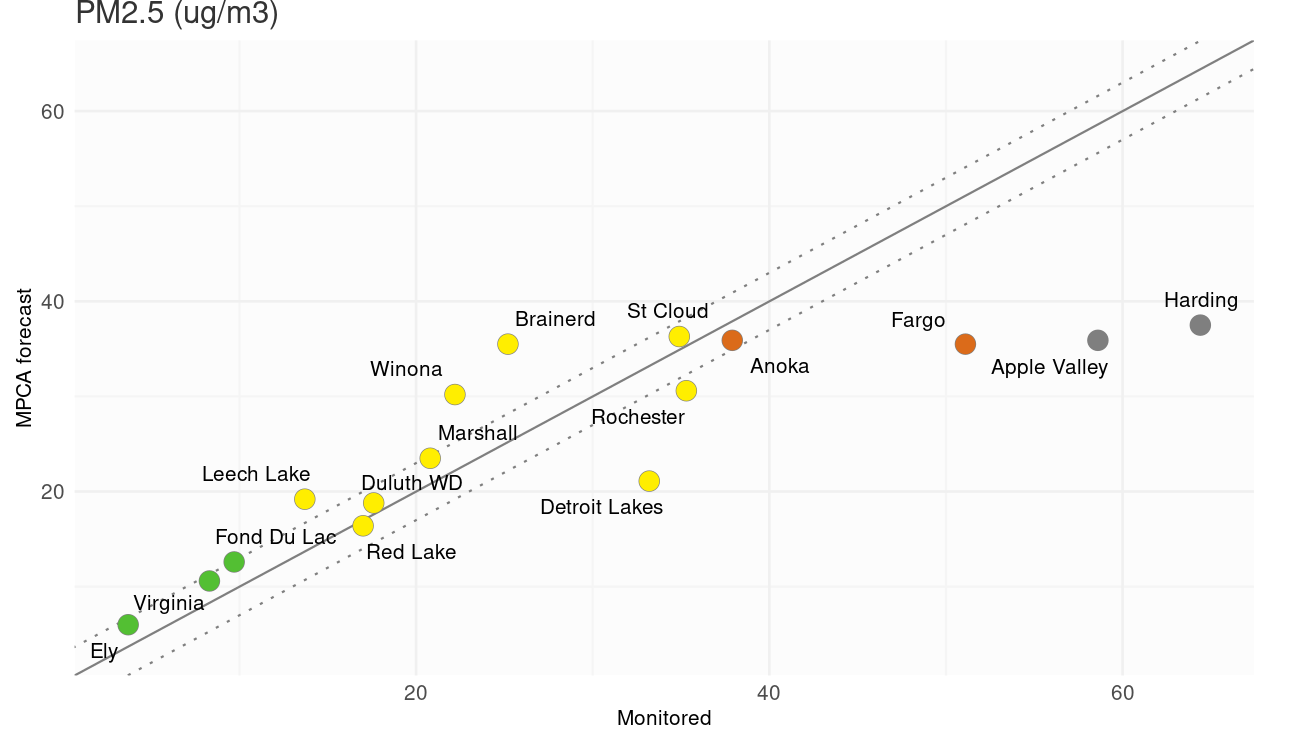 PM2.5 (ug/m3)
60
40
20
MPCA forecast
Harding
St Cloud
Brainerd
Fargo
Anoka
Apple Valley
Winona
Rochester
Marshall
Leech Lake
Duluth WD
Detroit Lakes
Fond Du Lac
Red Lake
Virginia
Ely
20
40
60
Monitored